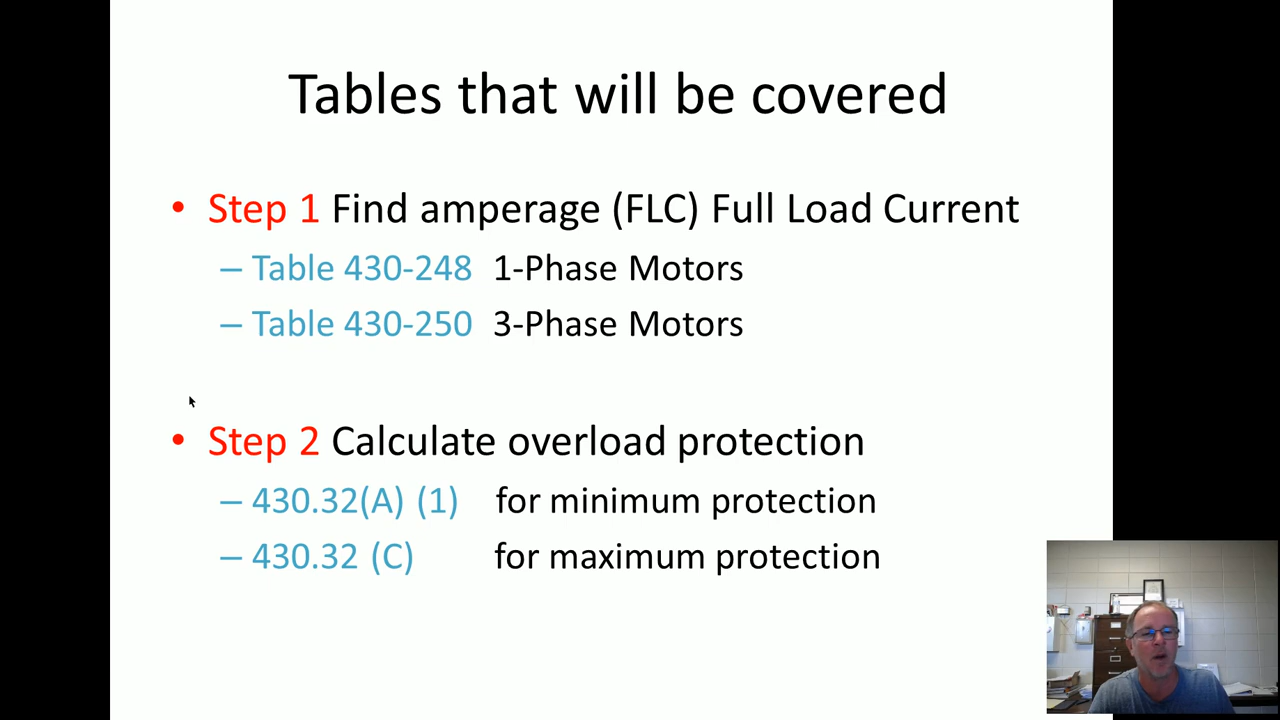 Tables that will be covered
• Step 1 Find amperage (FLC) Full Load Current
– Table 430-248 1-Phase Motors
– Table 430-250 3-Phase Motors
• Step 2 Calculate overload protection
– 430.32(A) (1) for minimum protection
– 430.32 (C) for maximum protection